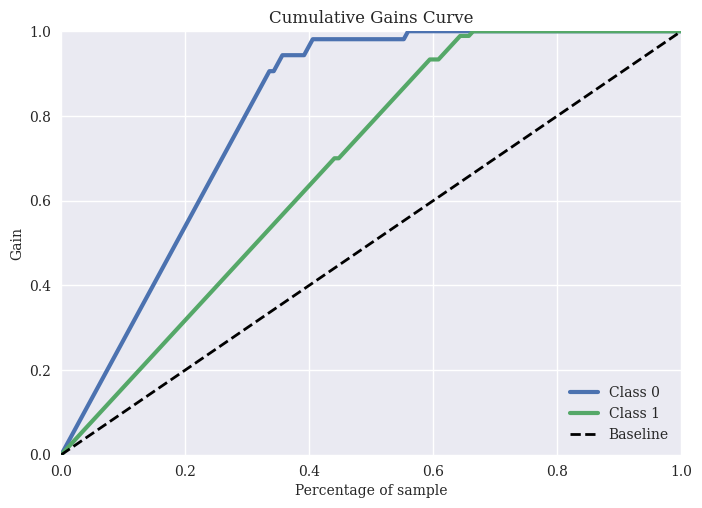 Cumulative Gains Curve
1.0
0.8
0.6
0.4
0.2
0.0
Gain
Class 0
Class 1
Baseline
0.0 0.2 0.4 0.6 0.8 1.0
Percentage of sample